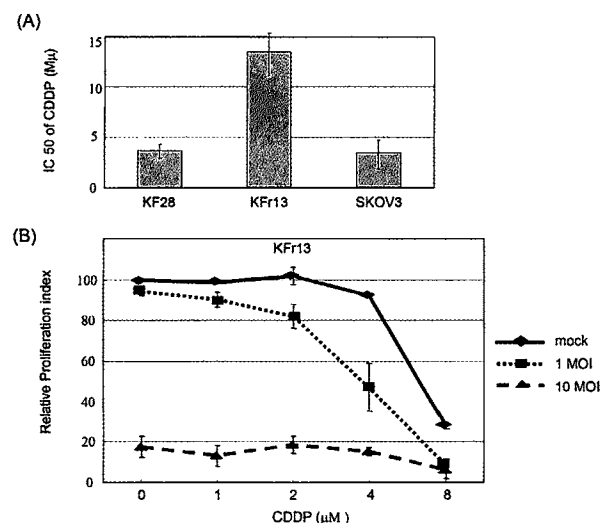 (A)
IC 50 of CDDP (Mµ)
15
10
5
0
KF28
KFr13
SKOV3
(B)
KFr13
Relative Proliferation index
100
80
60
40
20
0
0
1
2
4
8
CDDP (µM )
mock
1 MOI
10 MOI